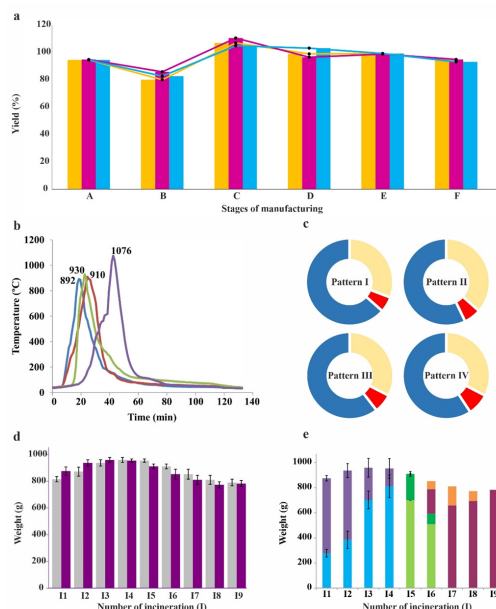 a
120
100
80
60
40
20
0
Yield (%)
A B C D E F
Stages of manufacturing
b
1200
1000
800
600
400
200
0
Temperature (°C)
892
930
910
1076
0 20 40 60 80 100 120 140
Time (min)
c
Pattern I
Pattern II
Pattern III
Pattern IV
d
1000
800
600
400
200
0
Weight (g)
I1 I2 I3 I4 I5 I6 I7 I8 I9
Number of incineration (I)
e
1000
800
600
400
200
0
Weight (g)
I1 I2 I3 I4 I5 I6 I7 I8 I9
Number of incineration (I)